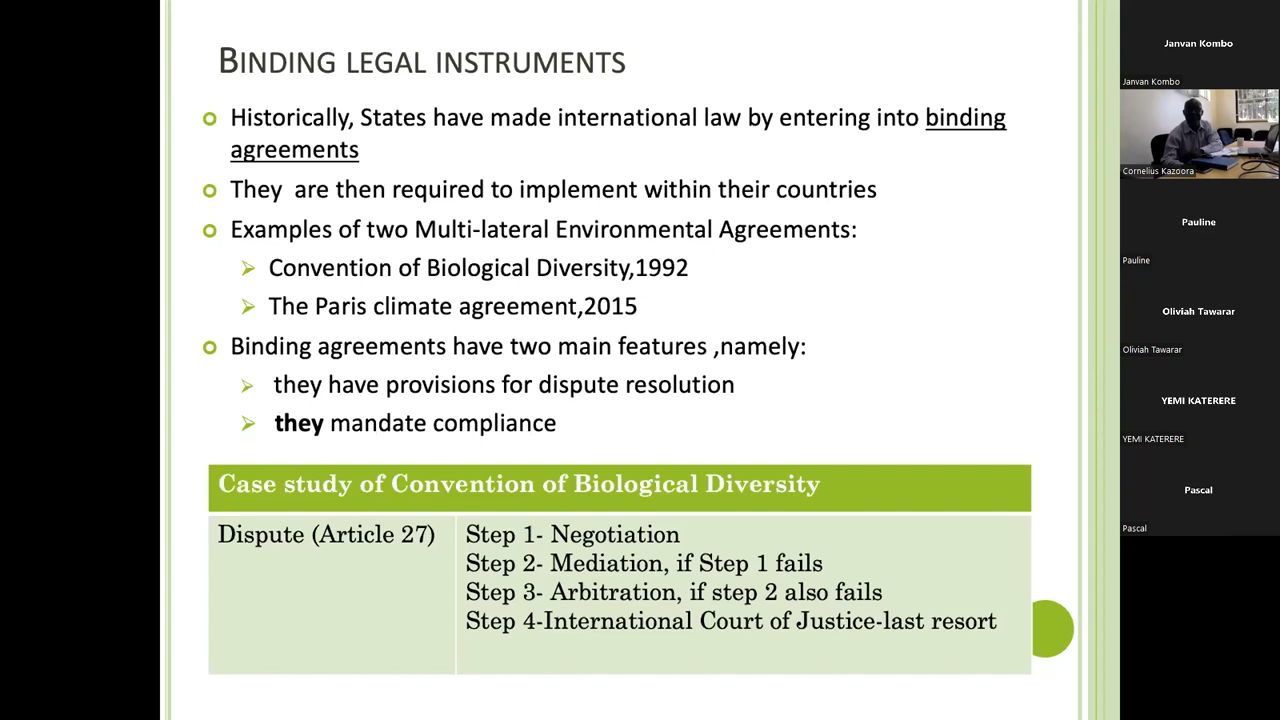 BINDING LEGAL INSTRUMENTS
Historically, States have made international law by entering into binding
agreements
They are then required to implement within their countries
Examples of two Multi-lateral Environmental Agreements:
Convention of Biological Diversity,1992
The Paris climate agreement,2015
Binding agreements have two main features ,namely:
they have provisions for dispute resolution
they mandate compliance
Case study of Convention of Biological Diversity
Dispute (Article 27)
Step 1- Negotiation
Step 2- Mediation, if Step 1 fails
Step 3- Arbitration, if step 2 also fails
Step 4-International Court of Justice-last resort
Janvan Kombo
Janvan Kombo
Cornelius Kazoora
Pauline
Pauline
Oliviah Tawarar
Oliviah Tawarar
YEMI KATERERE
YEMI KATERERE
Pascal
Pascal